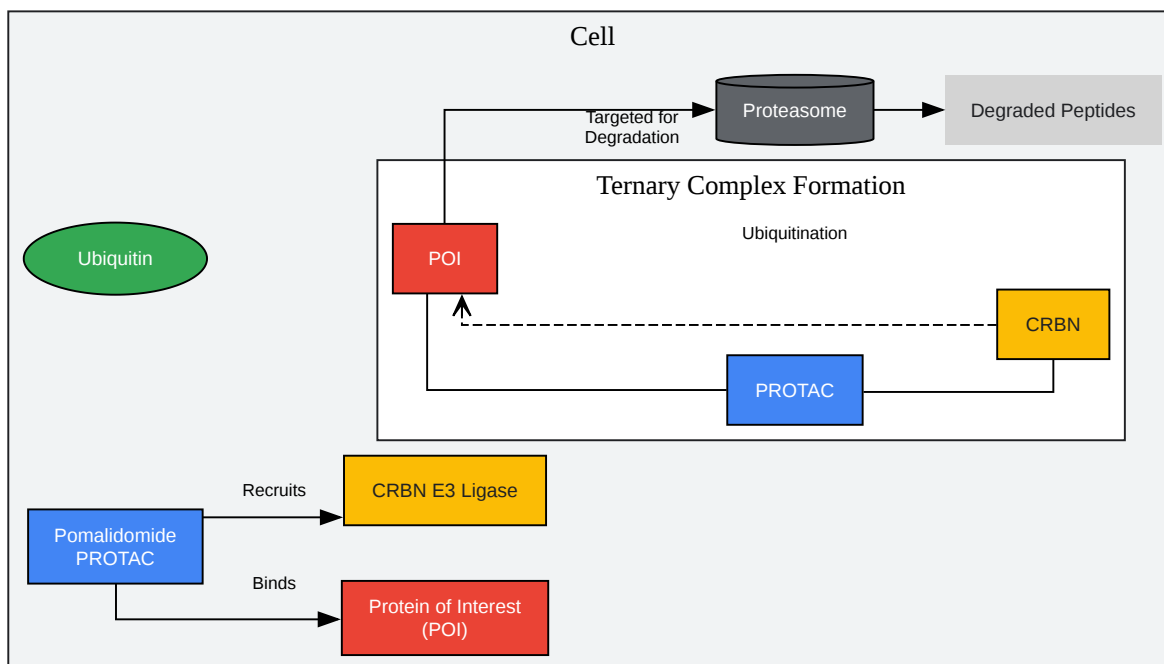 Cell
Proteasome
Degraded Peptides
Targeted for
Degradation
Ternary Complex Formation
Ubiquitination
POI
Ubiquitin
CRBN
PROTAC
Recruits
CRBN E3 Ligase
Pomalidomide
PROTAC
Binds
Protein of Interest
(POI)